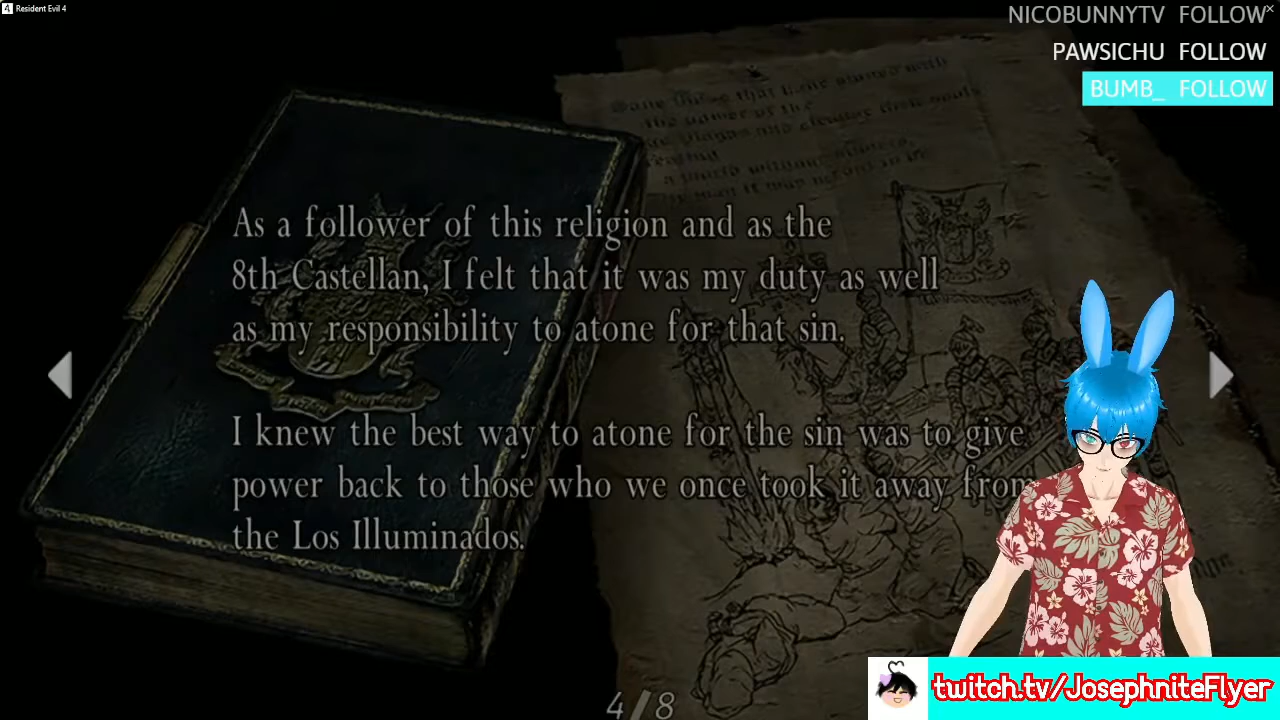 4 Resident Evil 4
NICOBUNNYTV FOLLOW
PAWSICHU FOLLOW
BUMB_ FOLLOW
As a follower of this religion and as the
8th Castellan, I felt that it was my duty as well
as my responsibility to atone for that sin.
I knew the best way to atone for the sin was to give
power back to those who we once took it away from
the Los Illuminados.
4/8
twitch.tv/JosephniteFlyer